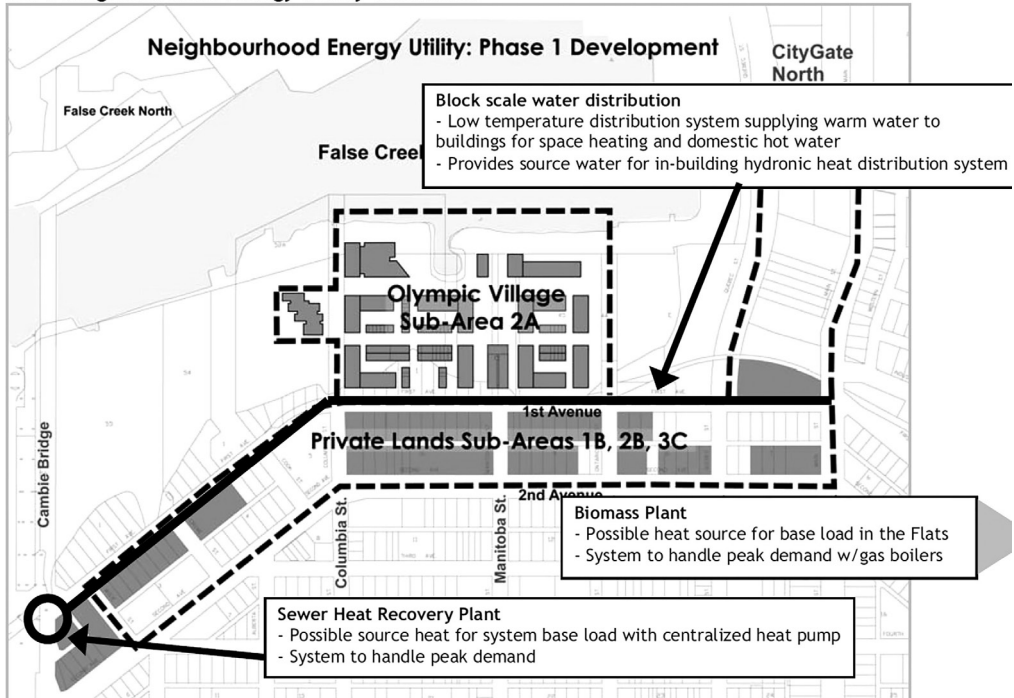 Neighbourhood Energy Utility: Phase 1 Development
CityGate
North
False Creek North
Block scale water distribution
- Low temperature distribution system supplying warm water to
buildings for space heating and domestic hot water
- Provides source water for in-building hydronic heat distribution system
False Creek
Olympic Village
Sub-Area 2A
1st Avenue
Private Lands Sub-Areas 1B, 2B, 3C
2nd Avenue
Cambie Bridge
Columbia St.
Manitoba St.
Biomass Plant
- Possible heat source for base load in the Flats
- System to handle peak demand w/gas boilers
Sewer Heat Recovery Plant
- Possible source heat for system base load with centralized heat pump
- System to handle peak demand